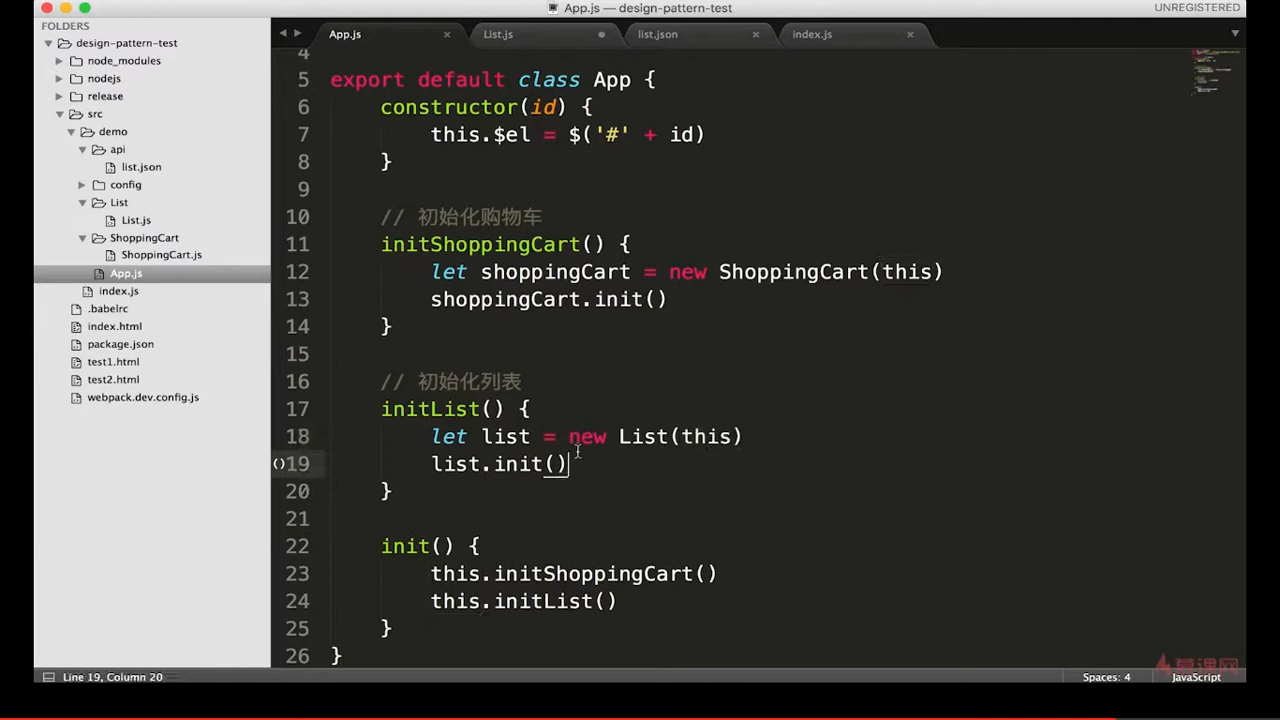 App.js — design-pattern-test
UNREGISTERED
FOLDERS
design-pattern-test
node_modules
nodejs
release
src
demo
api
list.json
config
List
List.js
ShoppingCart
ShoppingCart.js
App.js
index.js
.babelrc
index.html
package.json
test1.html
test2.html
webpack.dev.config.js
App.js
List.js
list.json
index.js
4
5 export default class App {
6 constructor(id) {
7 this.$el = $('#' + id)
8 }
9
10 // 初始化购物车
11 initShoppingCart() {
12 let shoppingCart = new ShoppingCart(this)
13 shoppingCart.init()
14 }
15
16 // 初始化列表
17 initList() {
18 let list = new List(this)
19 list.init()
20 }
21
22 init() {
23 this.initShoppingCart()
24 this.initList()
25 }
26 }
慕课网
Line 19, Column 20
Spaces: 4
JavaScript